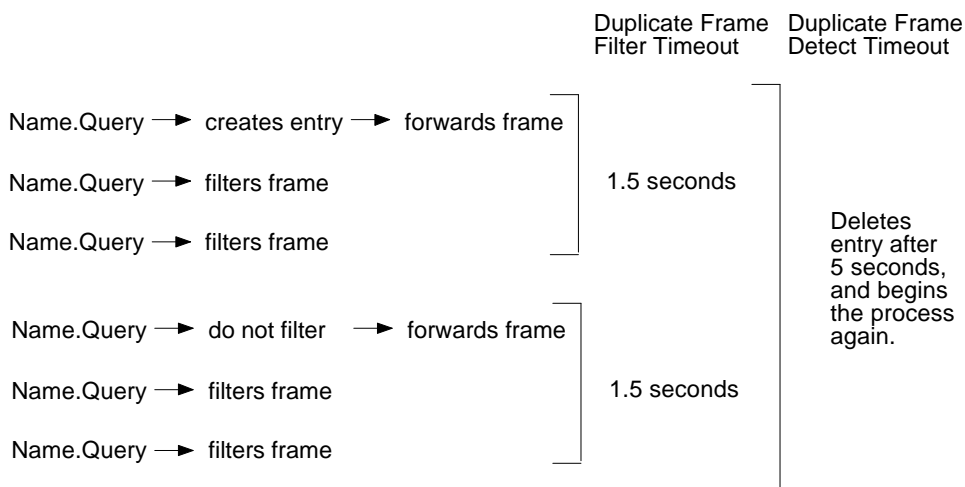 Duplicate Frame
Filter Timeout
Duplicate Frame
Detect Timeout
Name.Query creates entry forwards frame
Name.Query filters frame
1.5 seconds
Name.Query filters frame
Deletes
entry after
5 seconds,
and begins
the process
again.
Name.Query do not filter forwards frame
Name.Query filters frame
1.5 seconds
Name.Query filters frame